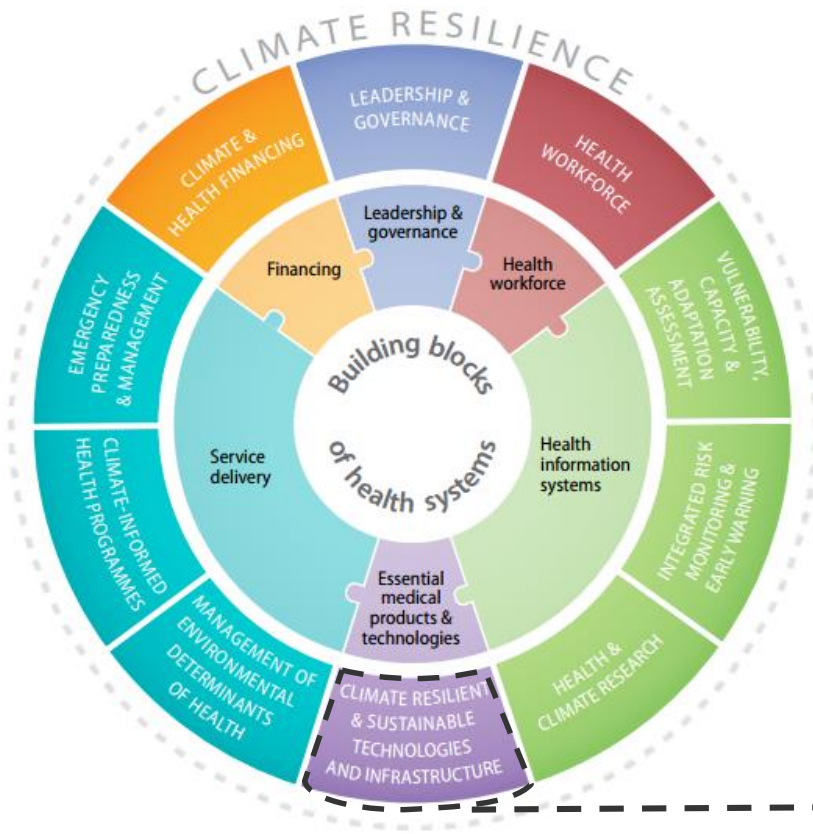 CLIMATE RESILIENCE
LEADERSHIP &
GOVERNANCE
HEALTH
WORKFORCE
VULNERABILITY,
CAPACITY &
ADAPTATION
ASSESSMENT
INTEGRATED RISK
MONITORING &
EARLY WARNING
HEALTH &
CLIMATE RESEARCH
CLIMATE RESILIENT
& SUSTAINABLE
TECHNOLOGIES
AND INFRASTRUCTURE
MANAGEMENT OF
ENVIRONMENTAL
DETERMINANTS
OF HEALTH
CLIMATE-INFORMED
HEALTH PROGRAMMES
EMERGENCY
PREPAREDNESS
& MANAGEMENT
CLIMATE &
HEALTH FINANCING
Leadership &
governance
Health
workforce
Health
information
systems
Essential
medical
products &
technologies
Service
delivery
Financing
Building blocks
of health systems